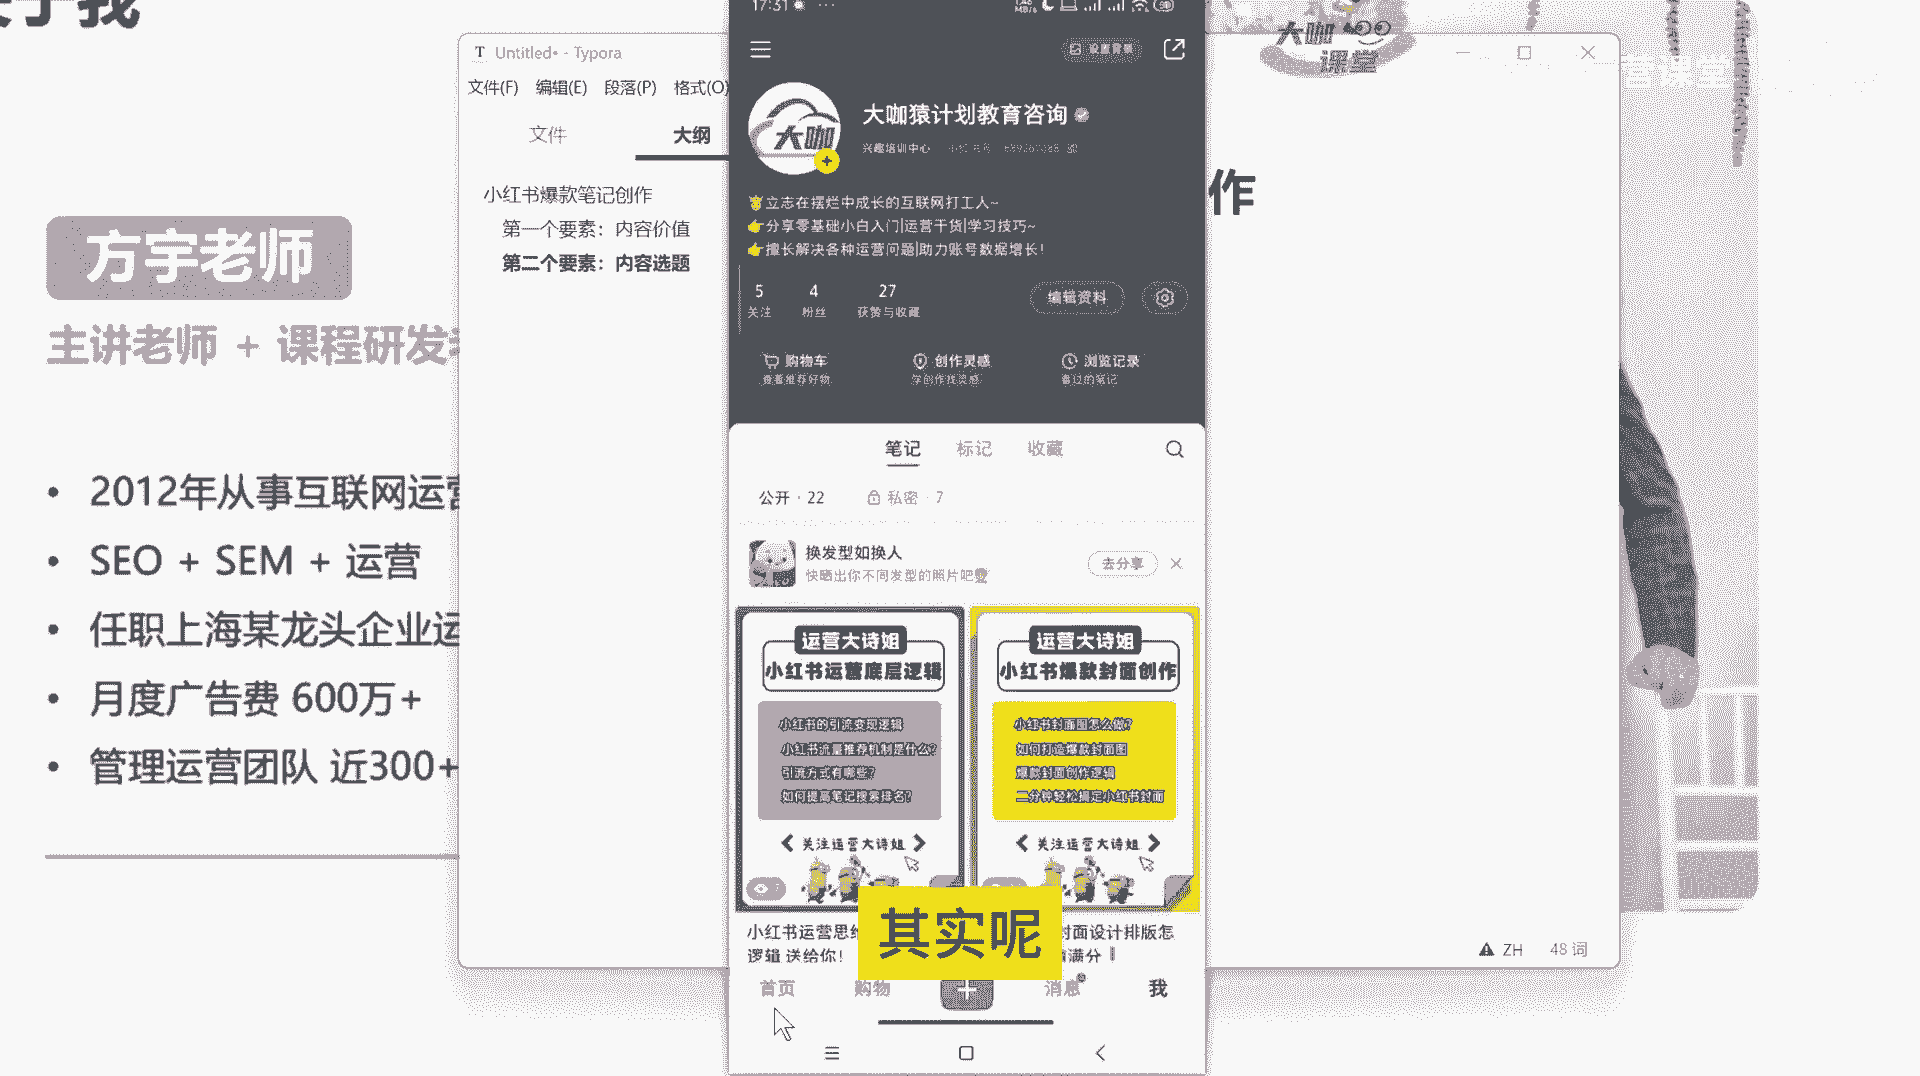 于我
方宇老师
主讲老师 + 课程研发
2012年从事互联网运营
SEO + SEM + 运营
任职上海某龙头企业运
月度广告费 600万+
管理运营团队 近300+
T Untitled• - Typora
文件(F) 编辑(E) 段落(P) 格式(O)
文件 大纲
小红书爆款笔记创作
第一个要素：内容价值
第二个要素：内容选题
作
ZH 48 词
大咖
课堂
营课堂
17:31
设置背景
大咖猿计划教育咨询
大咖
兴趣培训中心
立志在摆烂中成长的互联网打工人~
分享零基础小白入门|运营干货|学习技巧~
擅长解决各种运营问题|助力账号数据增长！
5 4 27
关注 粉丝 获赞与收藏
编辑资料
购物车 创作灵感 浏览记录
查看推荐好物 学创作找灵感 看过的笔记
笔记 标记 收藏
公开 · 22 私密 · 7
换发型如换人
快晒出你不同发型的照片吧
去分享
运营大诗姐
小红书运营底层逻辑
小红书的引流变现逻辑
小红书流量推荐机制是什么?
引流方式有哪些?
如何提高笔记搜索排名?
关注运营大诗姐
运营大诗姐
小红书爆款封面创作
小红书封面图怎么做?
如何打造爆款封面图
爆款封面创作逻辑
二分钟轻松搞定小红书封面
关注运营大诗姐
小红书运营思
逻辑 送给你！
封面设计排版怎
满分
其实呢
首页 购物 消息 我